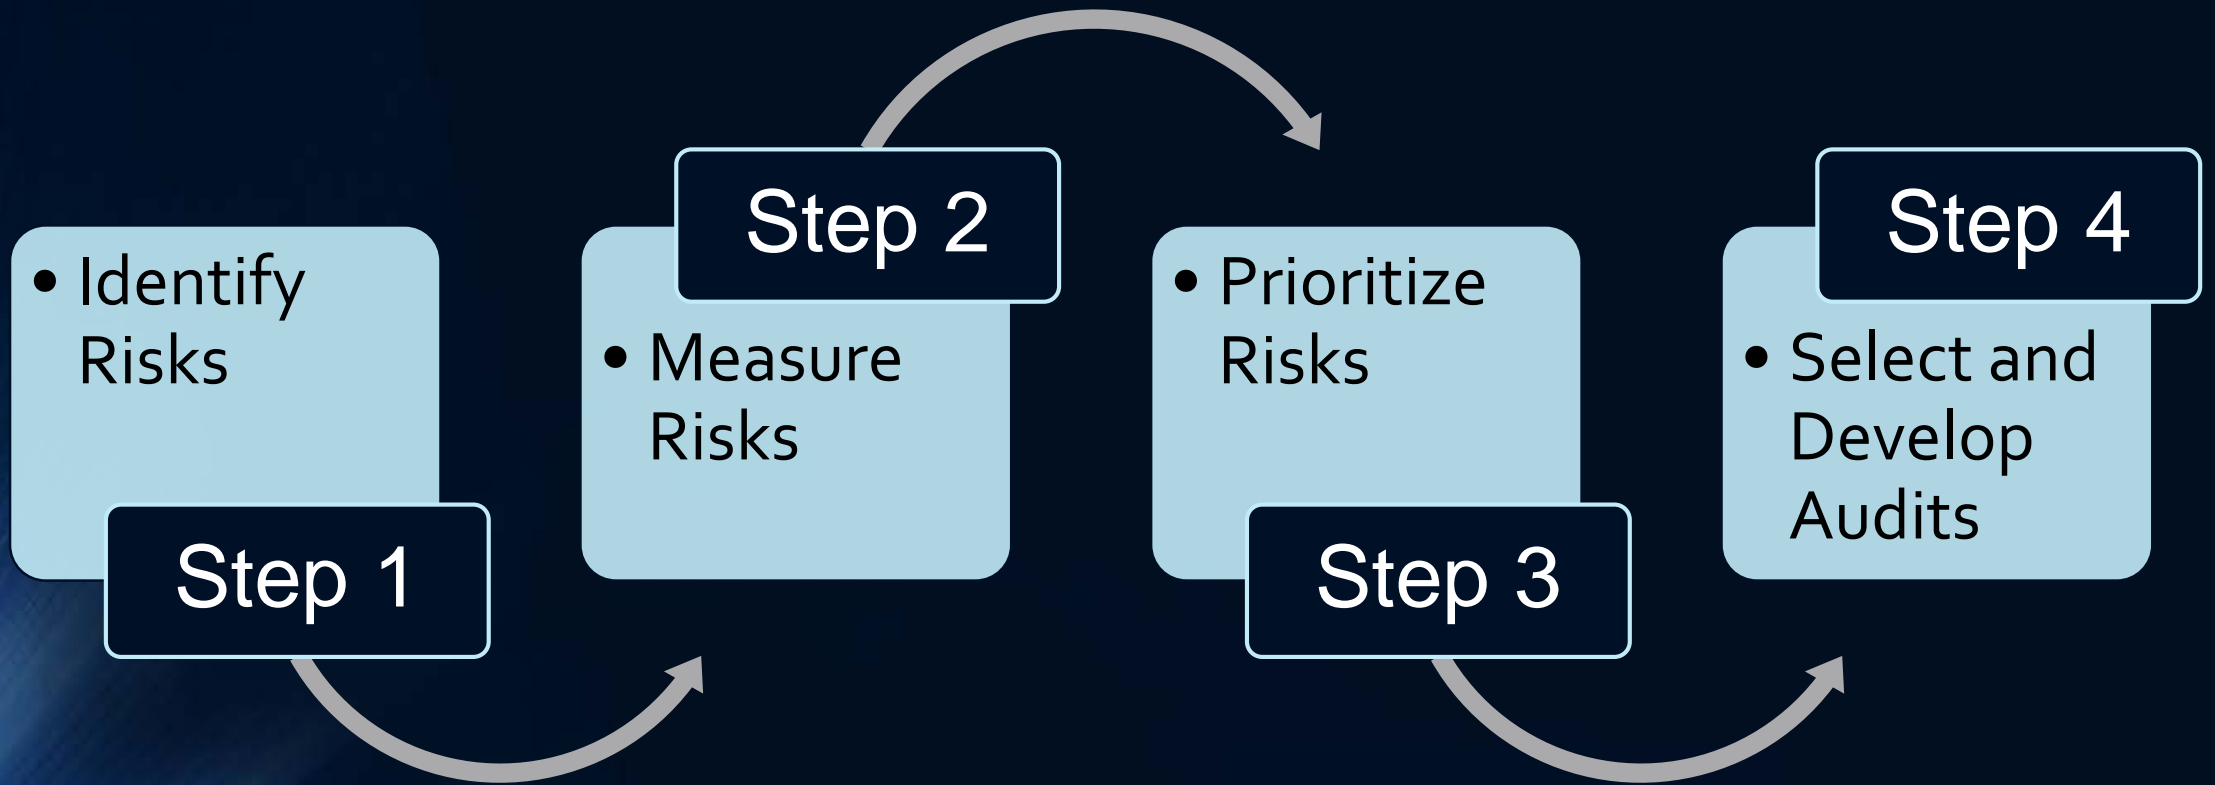 • Identify
Risks
Step 1
Step 2
• Measure
Risks
• Prioritize
Risks
Step 3
Step 4
• Select and
Develop
Audits